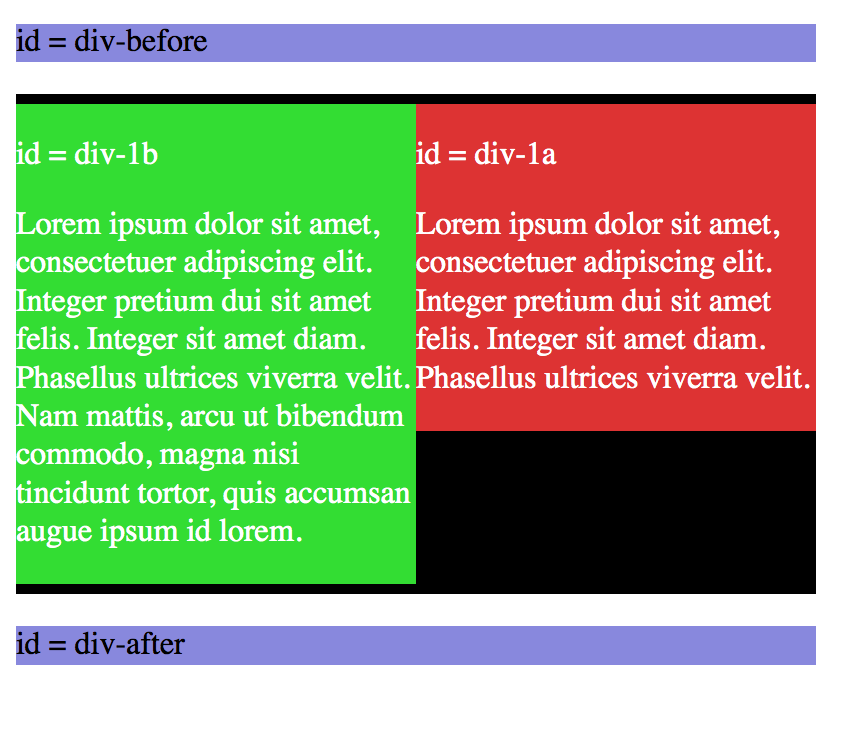 id = div-before
id = div-1b
Lorem ipsum dolor sit amet,
consectetuer adipiscing elit.
Integer pretium dui sit amet
felis. Integer sit amet diam.
Phasellus ultrices viverra velit.
Nam mattis, arcu ut bibendum
commodo, magna nisi
tincidunt tortor, quis accumsan
augue ipsum id lorem.
id = div-1a
Lorem ipsum dolor sit amet,
consectetuer adipiscing elit.
Integer pretium dui sit amet
felis. Integer sit amet diam.
Phasellus ultrices viverra velit.
id = div-after